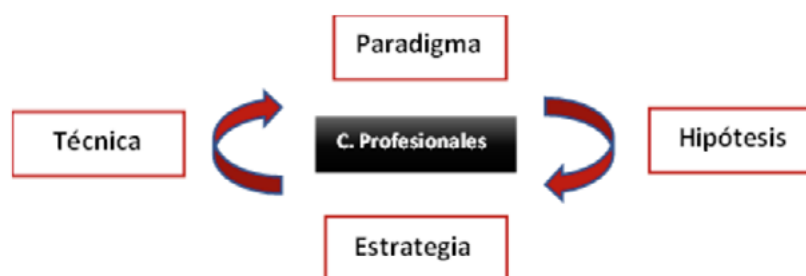 Paradigma
Técnica
C. Profesionales
Hipótesis
Estrategia